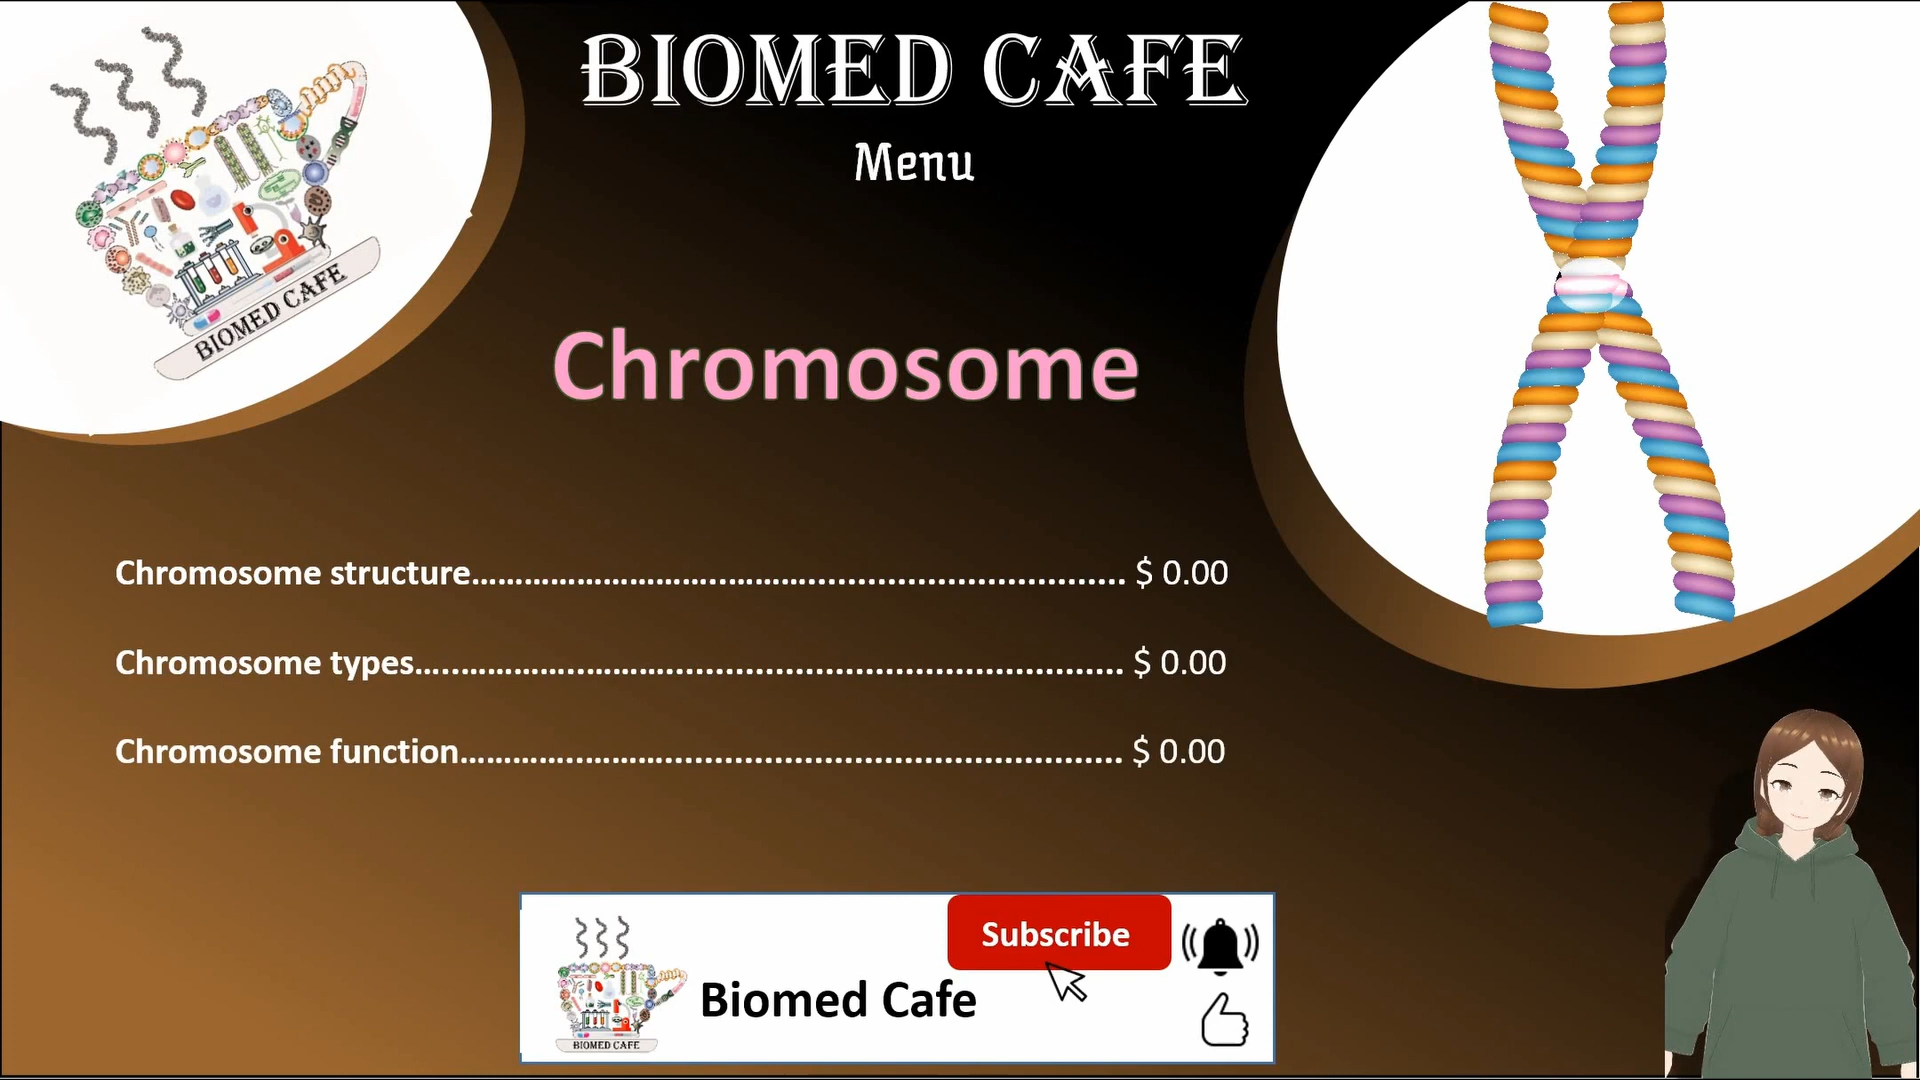 BIOMED CAFE
Menu
BIOMED CAFE
Chromosome
Chromosome structure........................................................................ $ 0.00
Chromosome types........................................................................ $ 0.00
Chromosome function........................................................................ $ 0.00
Subscribe
Biomed Cafe
BIOMED CAFE